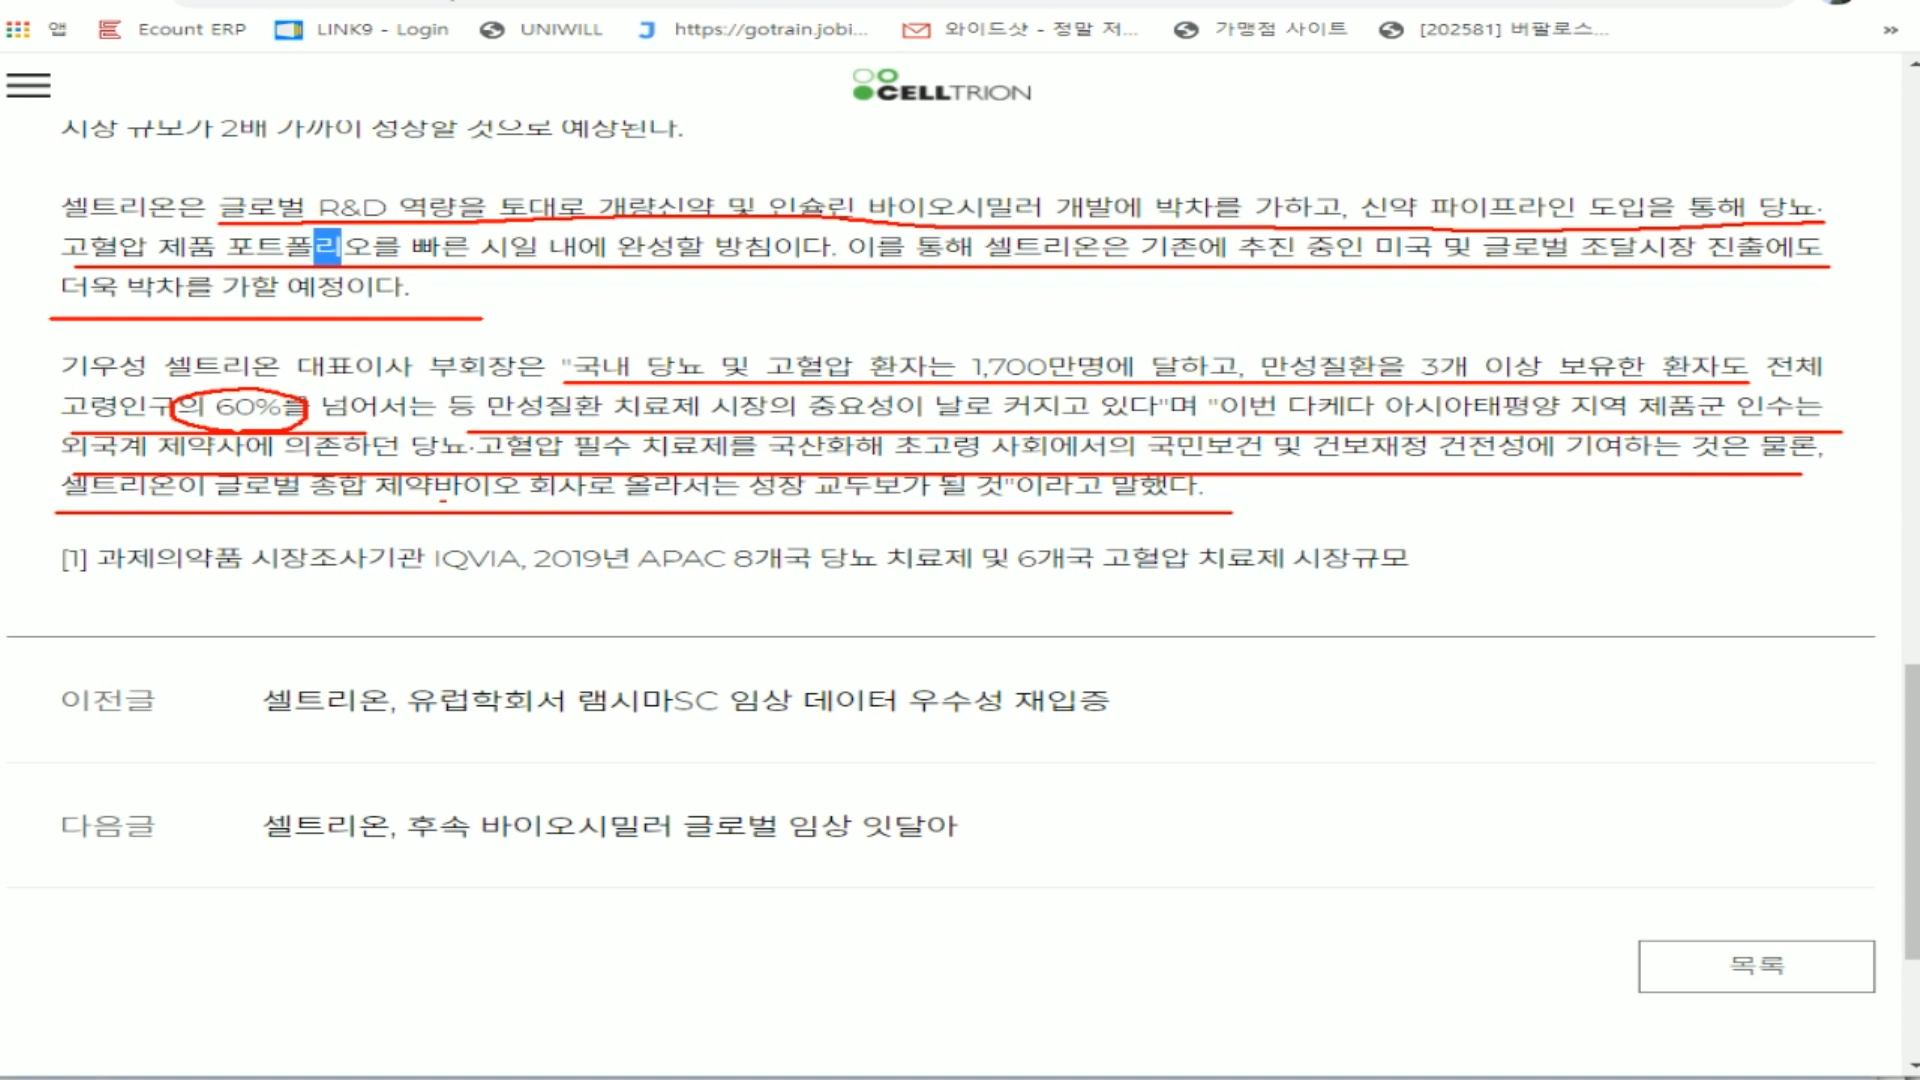 앱 Ecount ERP LINK9 - Login UNIWILL https://gotrain.jobi... 와이드샷 - 정말 저... 가맹점 사이트 [202581] 버팔로스... »
CELLTRION
시장 규모가 2배 가까이 성장할 것으로 예상된다.
셀트리온은 글로벌 R&D 역량을 토대로 개량신약 및 인슐린 바이오시밀러 개발에 박차를 가하고, 신약 파이프라인 도입을 통해 당뇨·
고혈압 제품 포트폴리오를 빠른 시일 내에 완성할 방침이다. 이를 통해 셀트리온은 기존에 추진 중인 미국 및 글로벌 조달시장 진출에도
더욱 박차를 가할 예정이다.
기우성 셀트리온 대표이사 부회장은 "국내 당뇨 및 고혈압 환자는 1,700만명에 달하고, 만성질환을 3개 이상 보유한 환자도 전체
고령인구의 60%를 넘어서는 등 만성질환 치료제 시장의 중요성이 날로 커지고 있다"며 "이번 다케다 아시아태평양 지역 제품군 인수는
외국계 제약사에 의존하던 당뇨·고혈압 필수 치료제를 국산화해 초고령 사회에서의 국민보건 및 건보재정 건전성에 기여하는 것은 물론,
셀트리온이 글로벌 종합 제약바이오 회사로 올라서는 성장 교두보가 될 것"이라고 말했다.
[1] 과제의약품 시장조사기관 IQVIA, 2019년 APAC 8개국 당뇨 치료제 및 6개국 고혈압 치료제 시장규모
이전글 셀트리온, 유럽학회서 램시마SC 임상 데이터 우수성 재입증
다음글 셀트리온, 후속 바이오시밀러 글로벌 임상 잇달아
목록